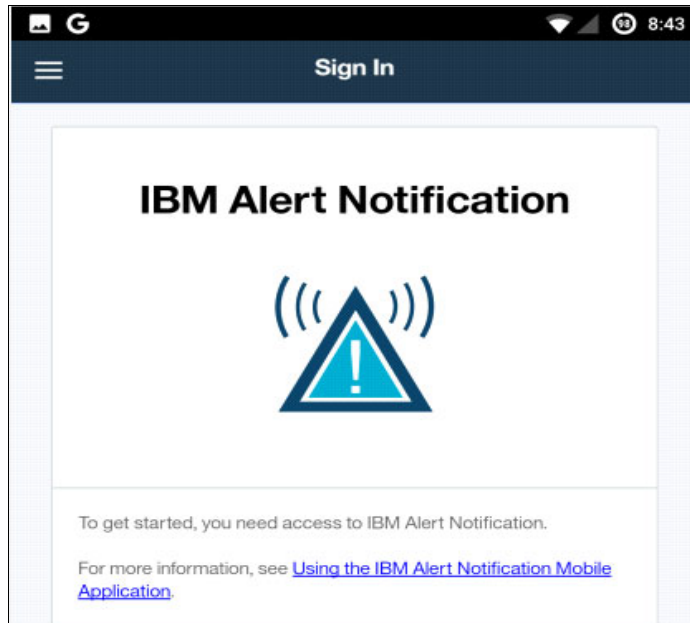 G 98 8:43
Sign In
IBM Alert Notification
!
To get started, you need access to IBM Alert Notification.
For more information, see Using the IBM Alert Notification Mobile
Application.